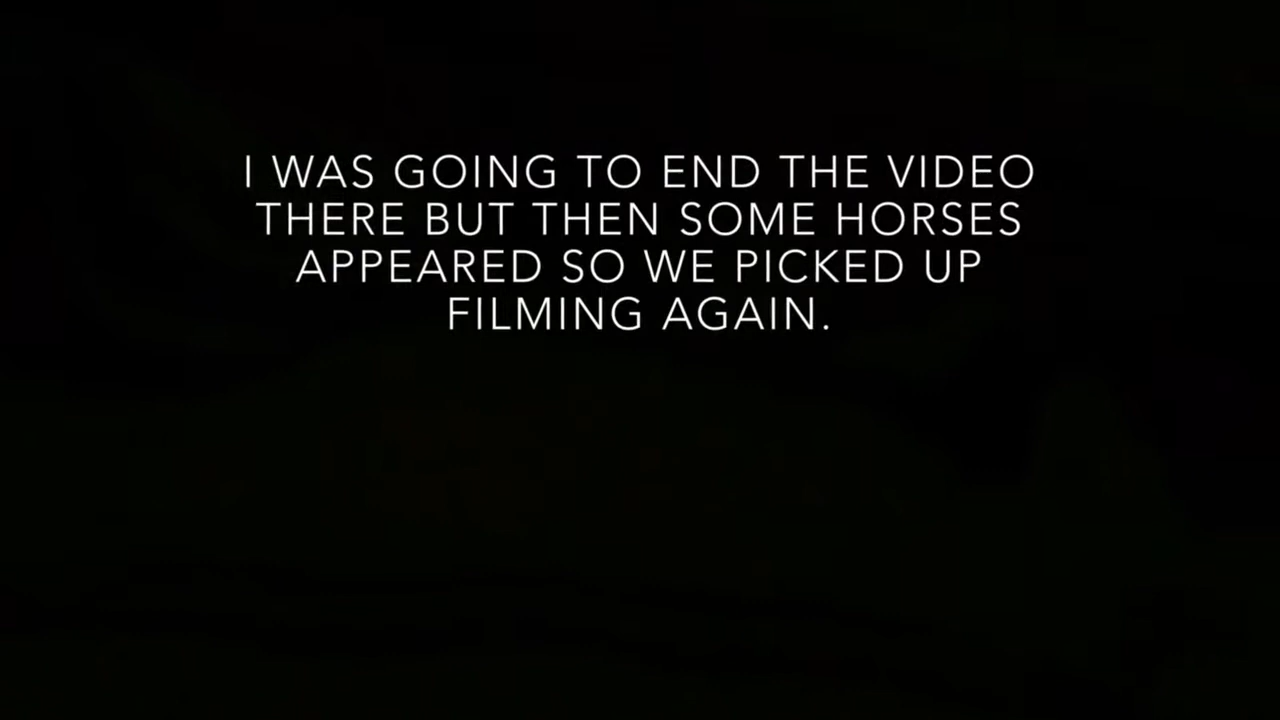 I WAS GOING TO END THE VIDEO
THERE BUT THEN SOME HORSES
APPEARED SO WE PICKED UP
FILMING AGAIN.